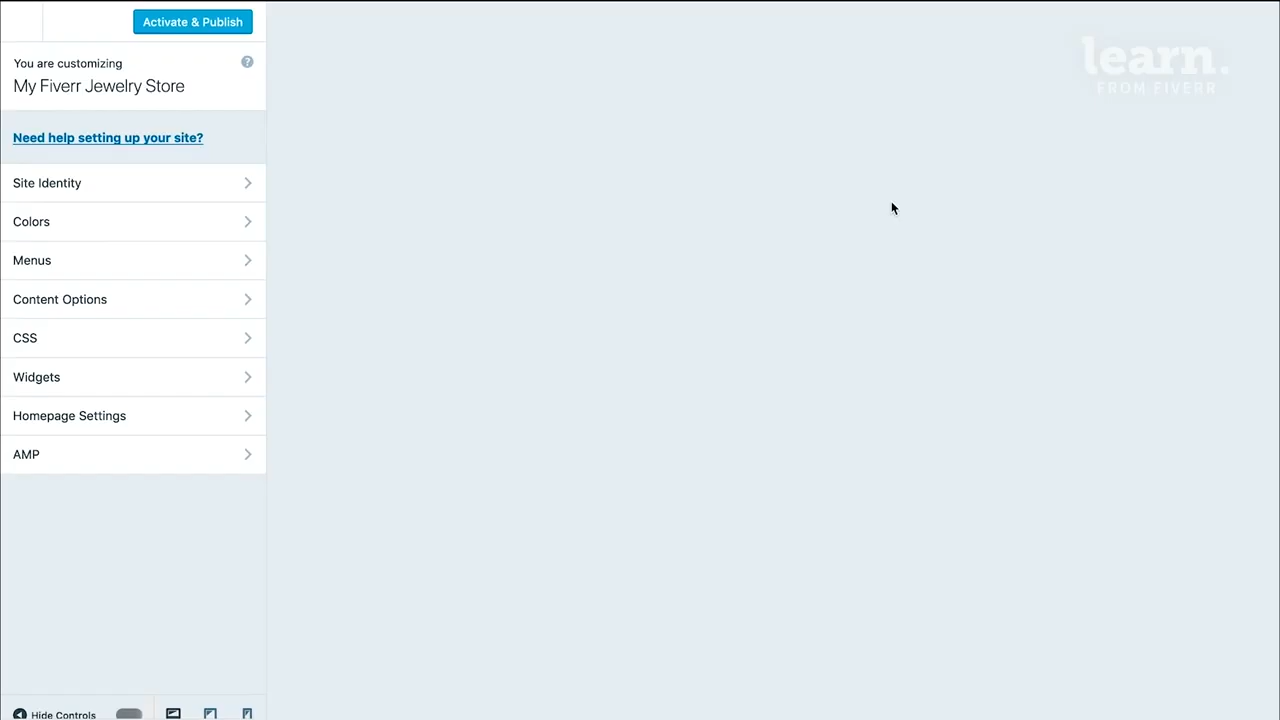 Activate & Publish
You are customizing
My Fiverr Jewelry Store
Need help setting up your site?
Site Identity
Colors
Menus
Content Options
CSS
Widgets
Homepage Settings
AMP
Hide Controls
learn.
FROM FIVERR